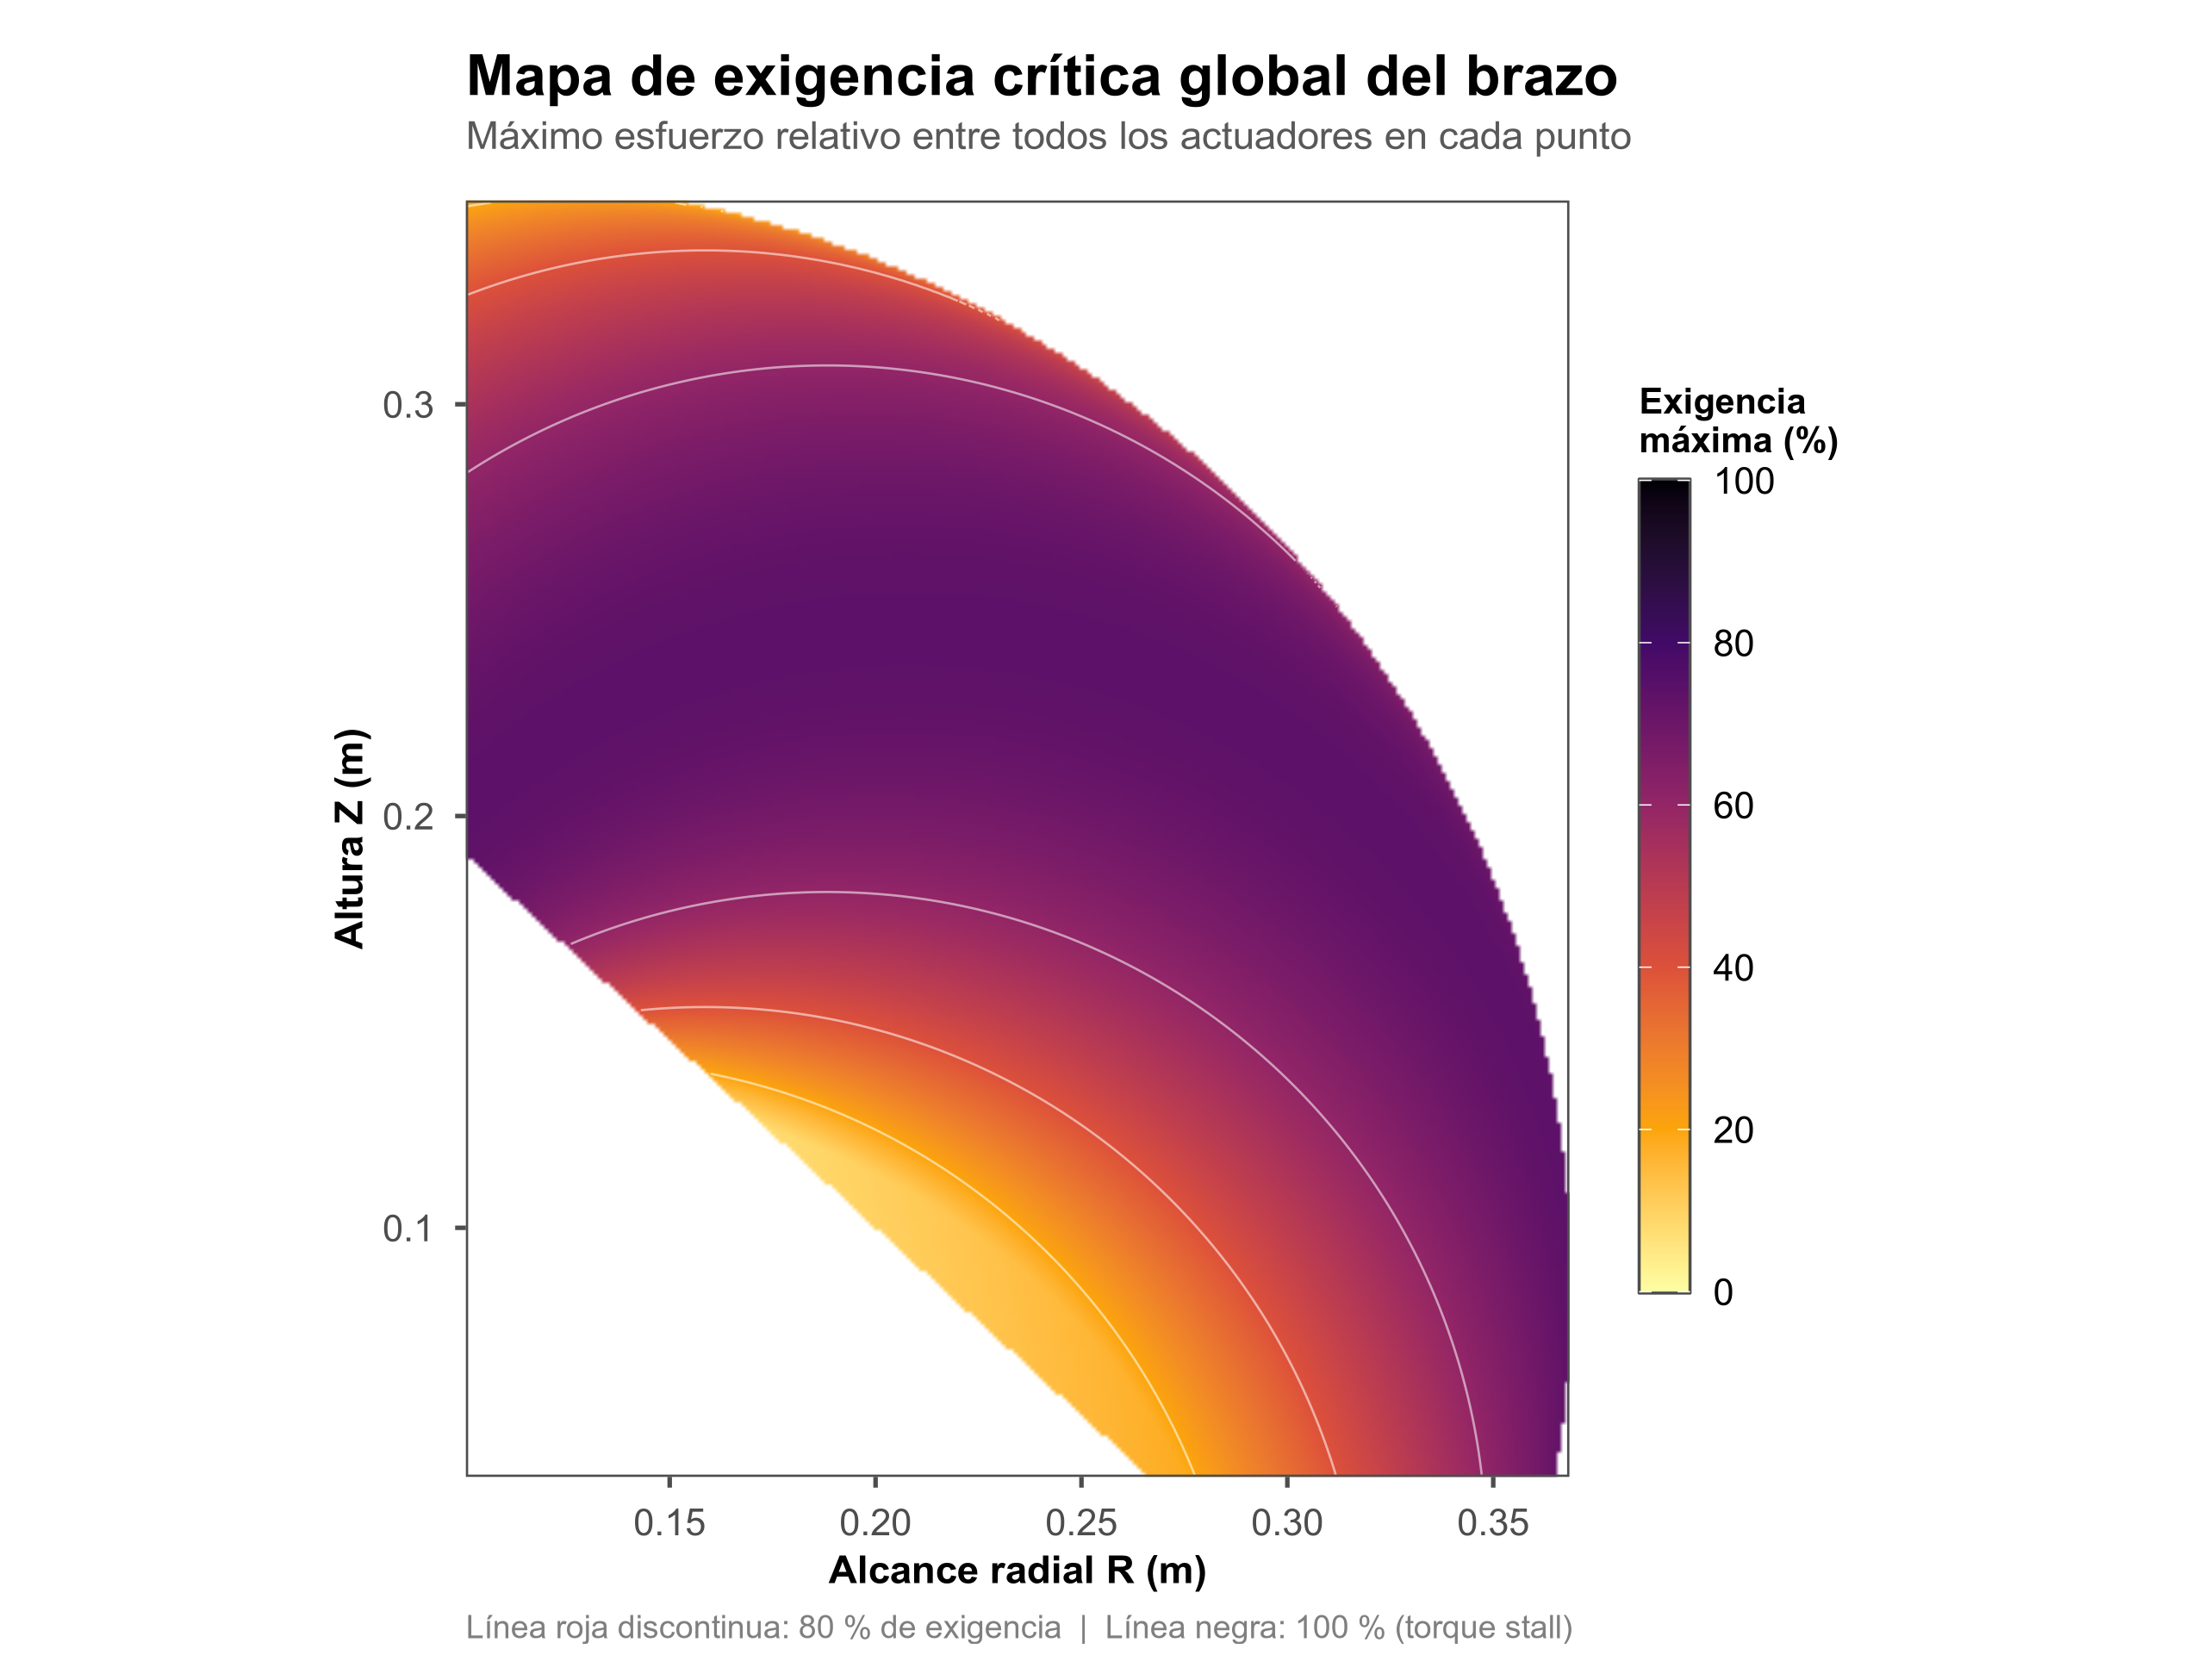 Mapa de exigencia crítica global del brazo
Máximo esfuerzo relativo entre todos los actuadores en cada punto
Exigencia
máxima (%)
100
80
60
40
20
0
Altura Z (m)
0.3
0.2
0.1
0.15 0.20 0.25 0.30 0.35
Alcance radial R (m)
Línea roja discontinua: 80 % de exigencia | Línea negra: 100 % (torque stall)